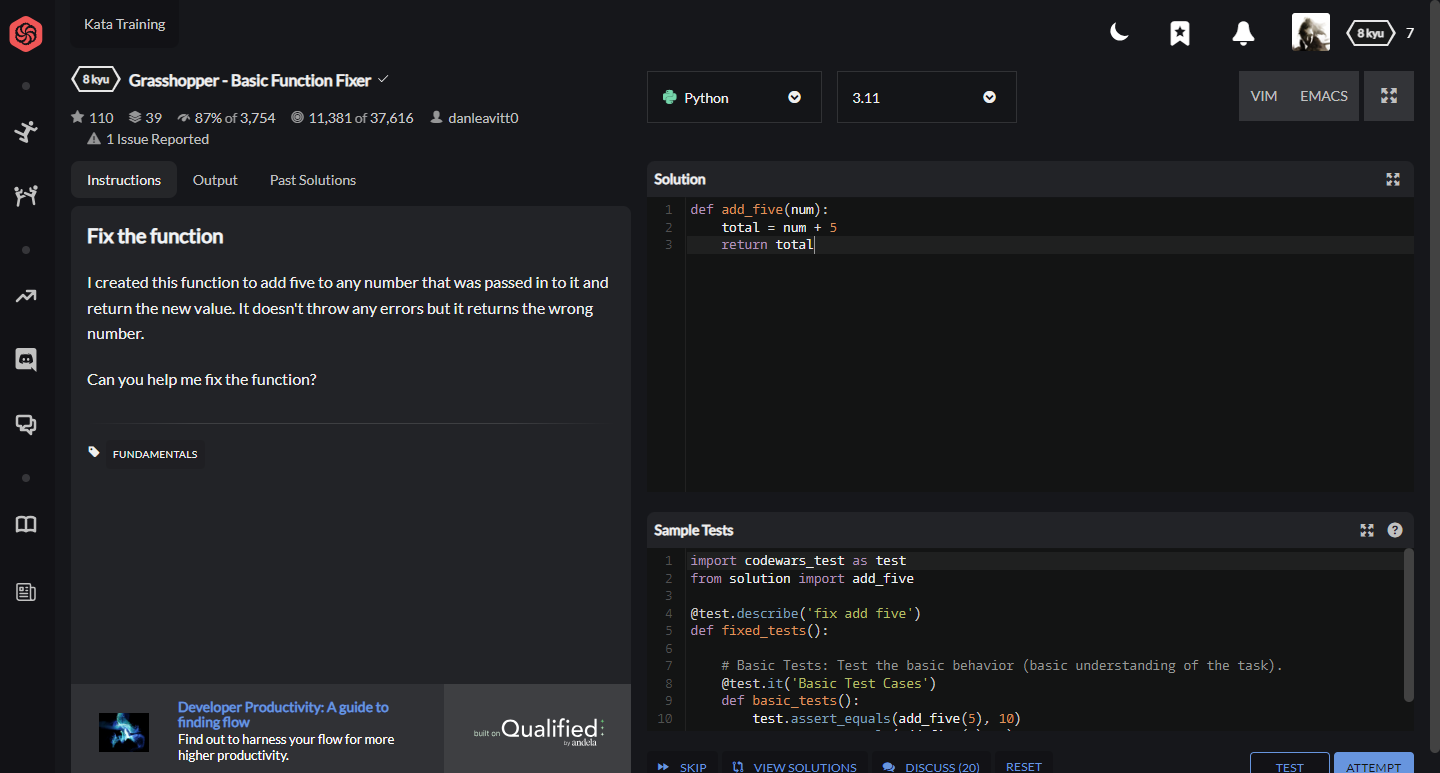 Kata Training
8 kyu
7
8 kyu Grasshopper - Basic Function Fixer
110 39 87% of 3,754 11,381 of 37,616 danleavitt0
1 Issue Reported
Python
3.11
VIM EMACS
Instructions Output Past Solutions
Fix the function
I created this function to add five to any number that was passed in to it and
return the new value. It doesn't throw any errors but it returns the wrong
number.
Can you help me fix the function?
FUNDAMENTALS
Developer Productivity: A guide to
finding flow
Find out to harness your flow for more
higher productivity.
built on Qualified
by andela
Solution
1 def add_five(num):
2     total = num + 5
3     return total
Sample Tests
?
1 import codewars_test as test
2 from solution import add_five
3
4 @test.describe('fix add five')
5 def fixed_tests():
6
7     # Basic Tests: Test the basic behavior (basic understanding of the task).
8     @test.it('Basic Test Cases')
9     def basic_tests():
10         test.assert_equals(add_five(5), 10)
SKIP VIEW SOLUTIONS DISCUSS (20) RESET TEST ATTEMPT